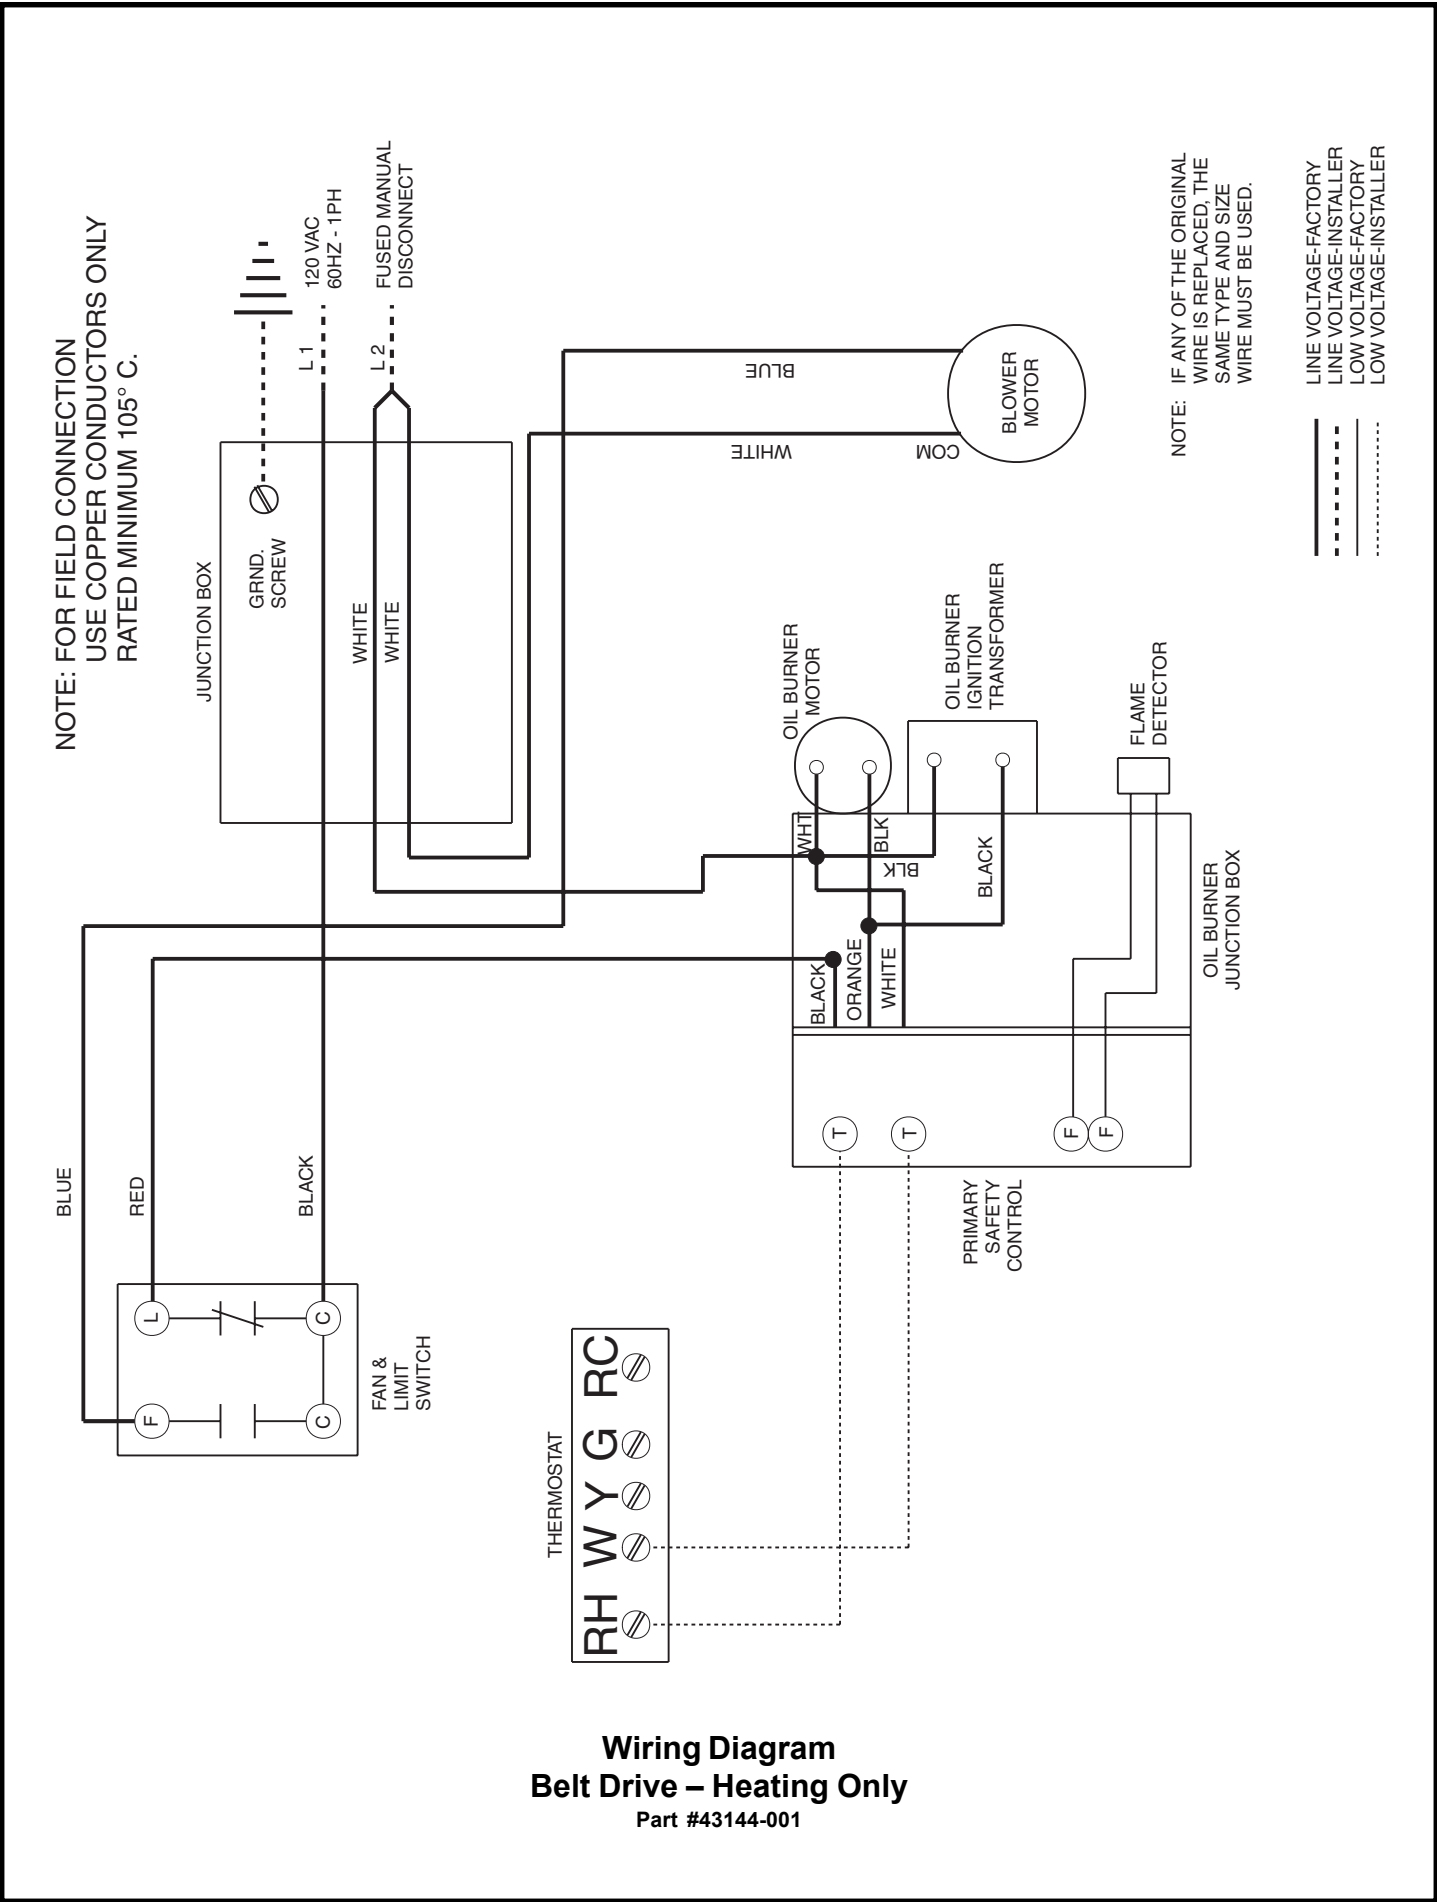 NOTE: FOR FIELD CONNECTION
USE COPPER CONDUCTORS ONLY
RATED MINIMUM 105° C.
JUNCTION BOX
GRND.
SCREW
L 1
120 VAC
60HZ - 1PH
L 2
FUSED MANUAL
DISCONNECT
WHITE
WHITE
BLUE
WHITE
COM
BLOWER
MOTOR
NOTE: IF ANY OF THE ORIGINAL
WIRE IS REPLACED, THE
SAME TYPE AND SIZE
WIRE MUST BE USED.
LINE VOLTAGE-FACTORY
LINE VOLTAGE-INSTALLER
LOW VOLTAGE-FACTORY
LOW VOLTAGE-INSTALLER
BLUE
RED
BLACK
L
C
F
C
FAN &
LIMIT
SWITCH
OIL BURNER
MOTOR
OIL BURNER
IGNITION
TRANSFORMER
FLAME
DETECTOR
WHT
BLK
BLK
BLACK
BLACK
ORANGE
WHITE
OIL BURNER
JUNCTION BOX
T
T
F
F
PRIMARY
SAFETY
CONTROL
THERMOSTAT
RH W Y G RC
Wiring Diagram
Belt Drive – Heating Only
Part #43144-001